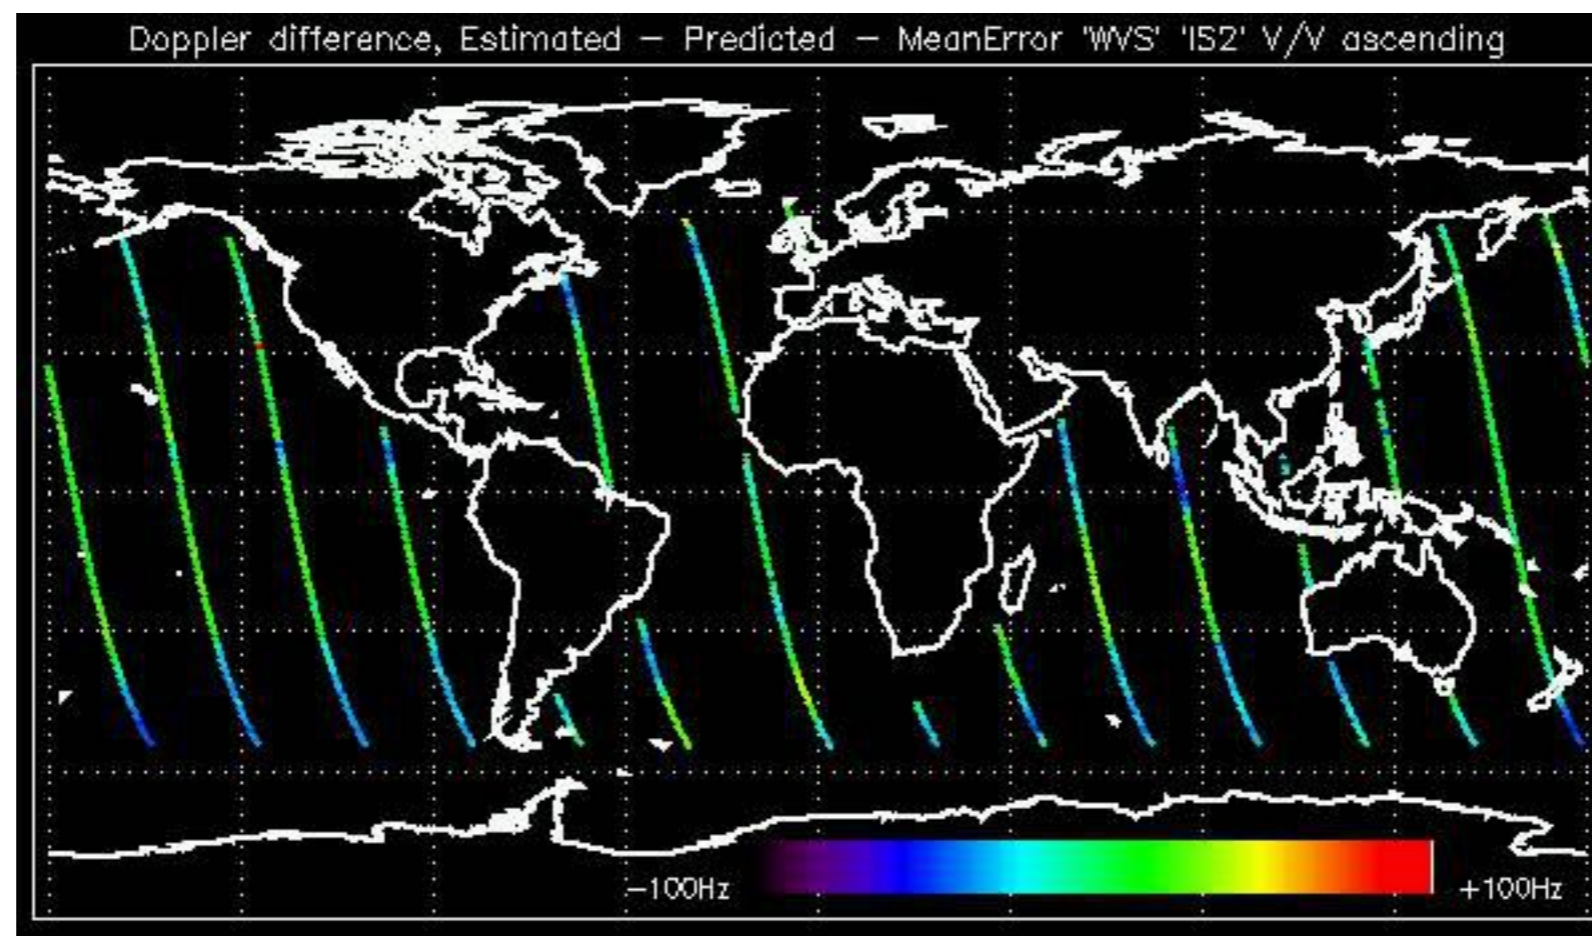 Doppler difference, Estimated – Predicted – MeanError 'WVS' 'IS2' V/V ascending
–100Hz
+100Hz